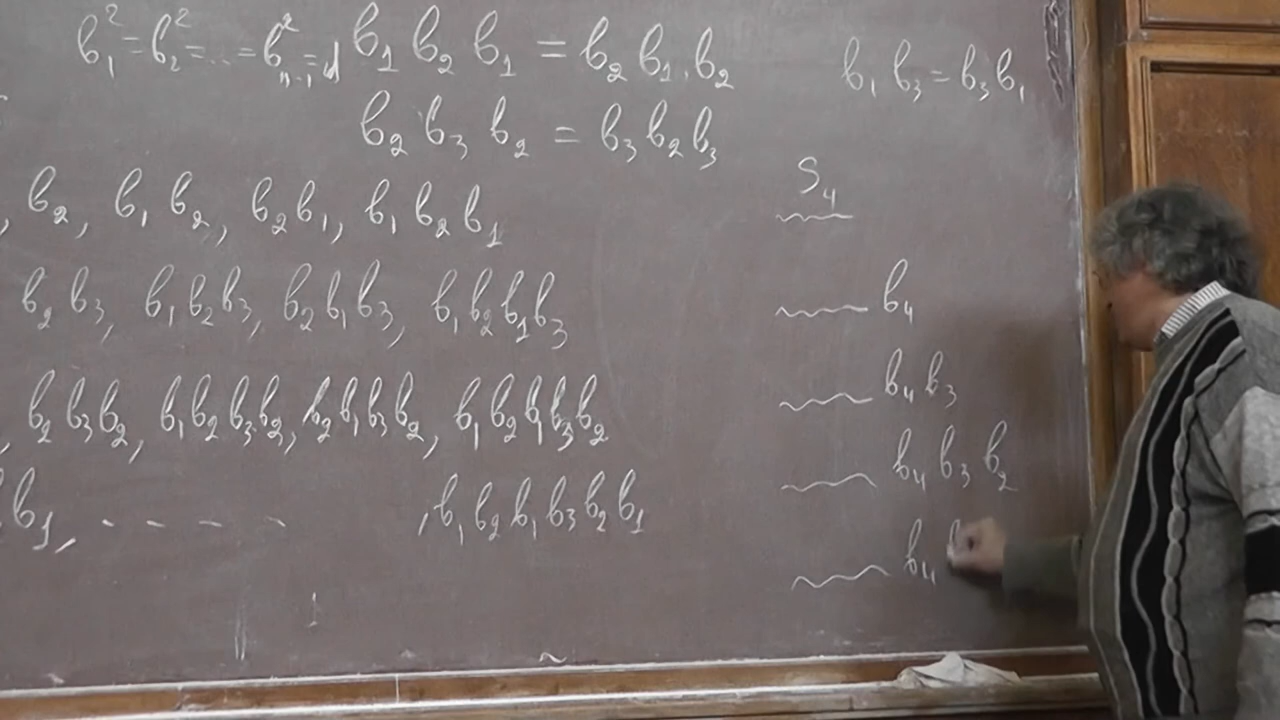 b₁² = b₂² = ... = b²ₙ₋₁ = id b₁ b₂ b₁ = b₂ b₁ b₂ b₁ b₃ = b₃ b₁
b₂ b₃ b₂ = b₃ b₂ b₃
S₄
, b₂, b₁ b₂, b₂ b₁, b₁ b₂ b₁
b₂ b₃, b₁ b₂ b₃, b₂ b₁ b₃, b₁ b₂ b₁ b₃
b₄
, b₂ b₃ b₂, b₁ b₂ b₃ b₂, b₂ b₁ b₃ b₂, b₁ b₂ b₁ b₃ b₂
b₄ b₃
b₄ b₃ b₂
b₁, - - - - , b₁ b₂ b₁ b₃ b₂ b₁
b₄